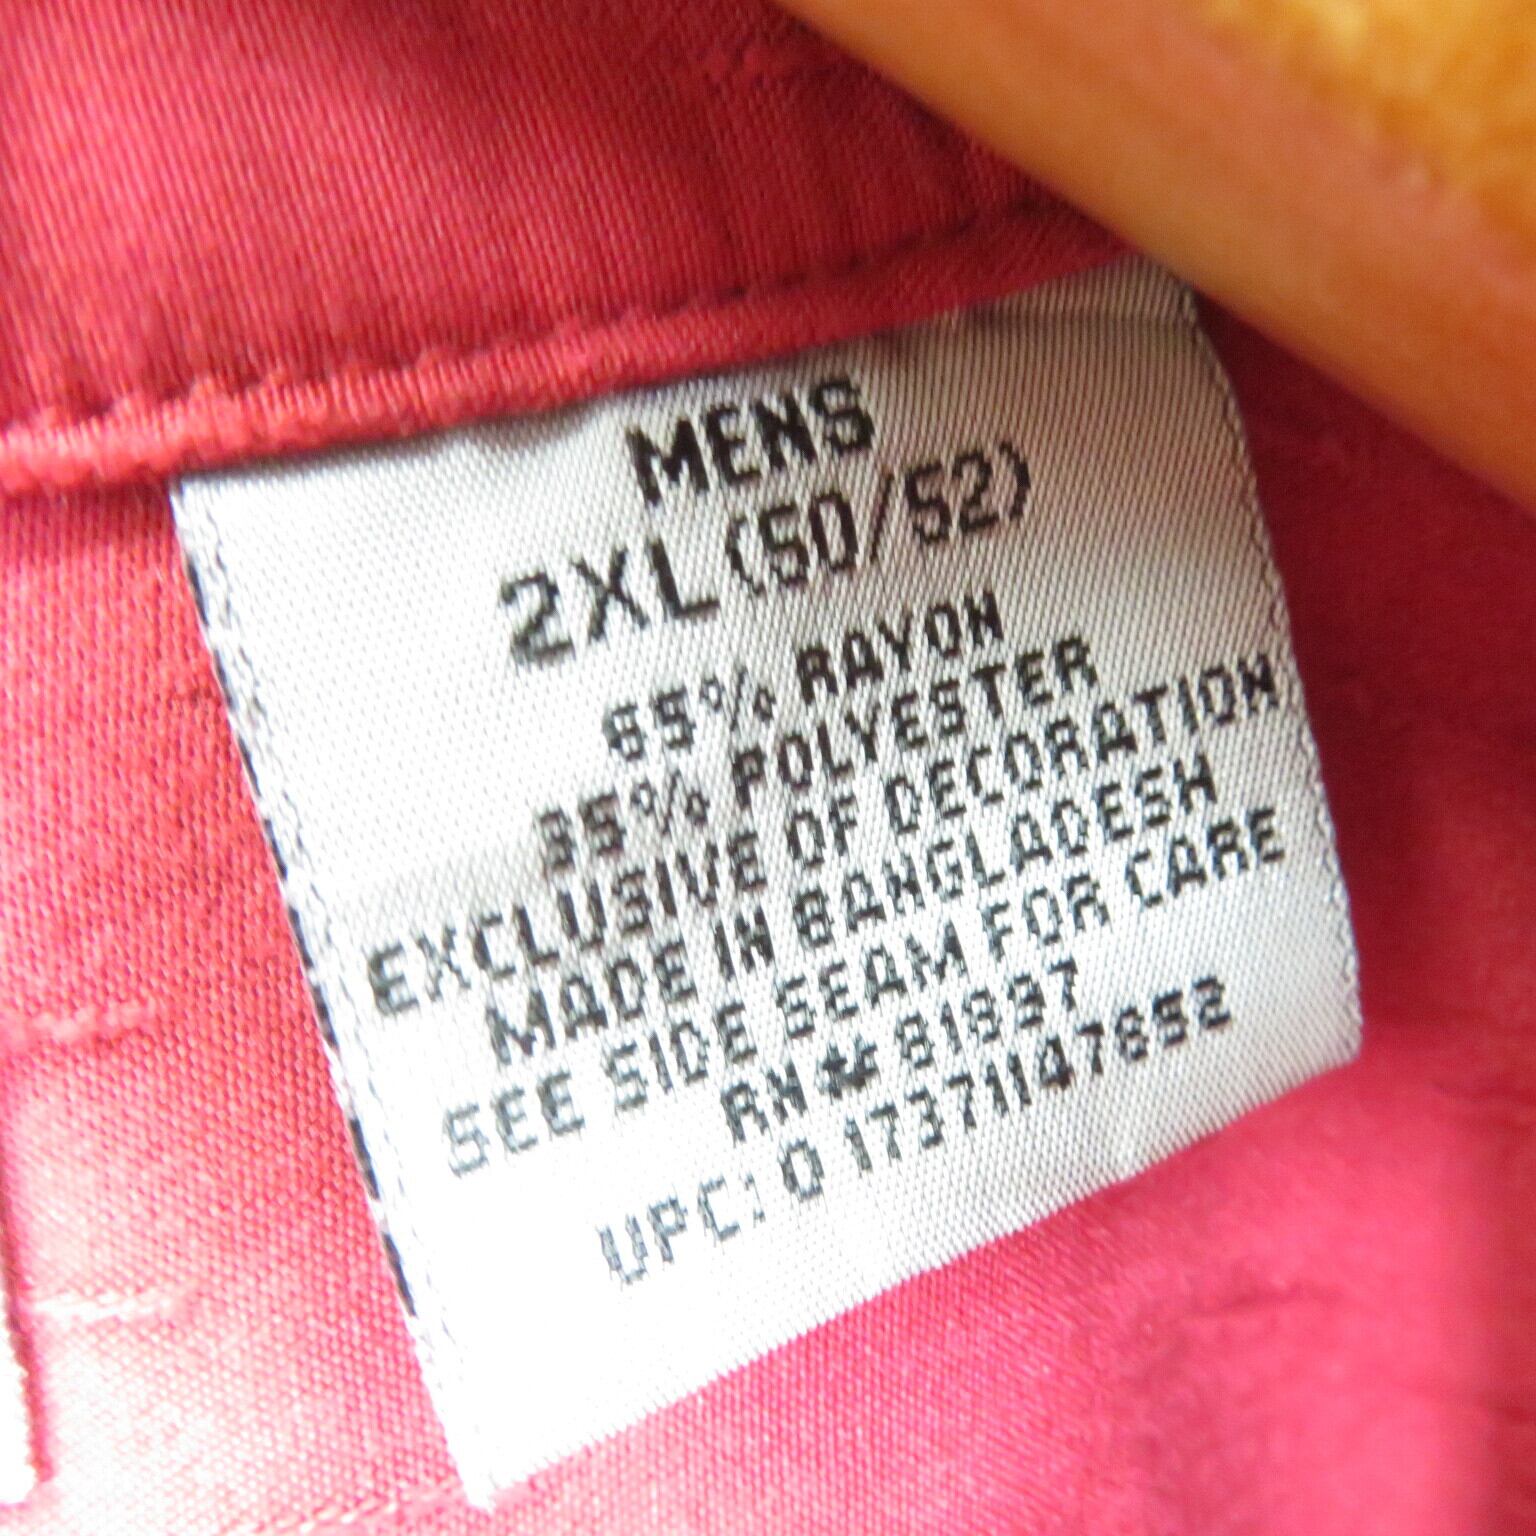 MENS
2XL (50/52)
65% RAYON
35% POLYESTER
EXCLUSIVE OF DECORATION
MADE IN BANGLADESH
SEE SIDE SEAM FOR CARE
RN# 81997
UPC: 0 17371147652